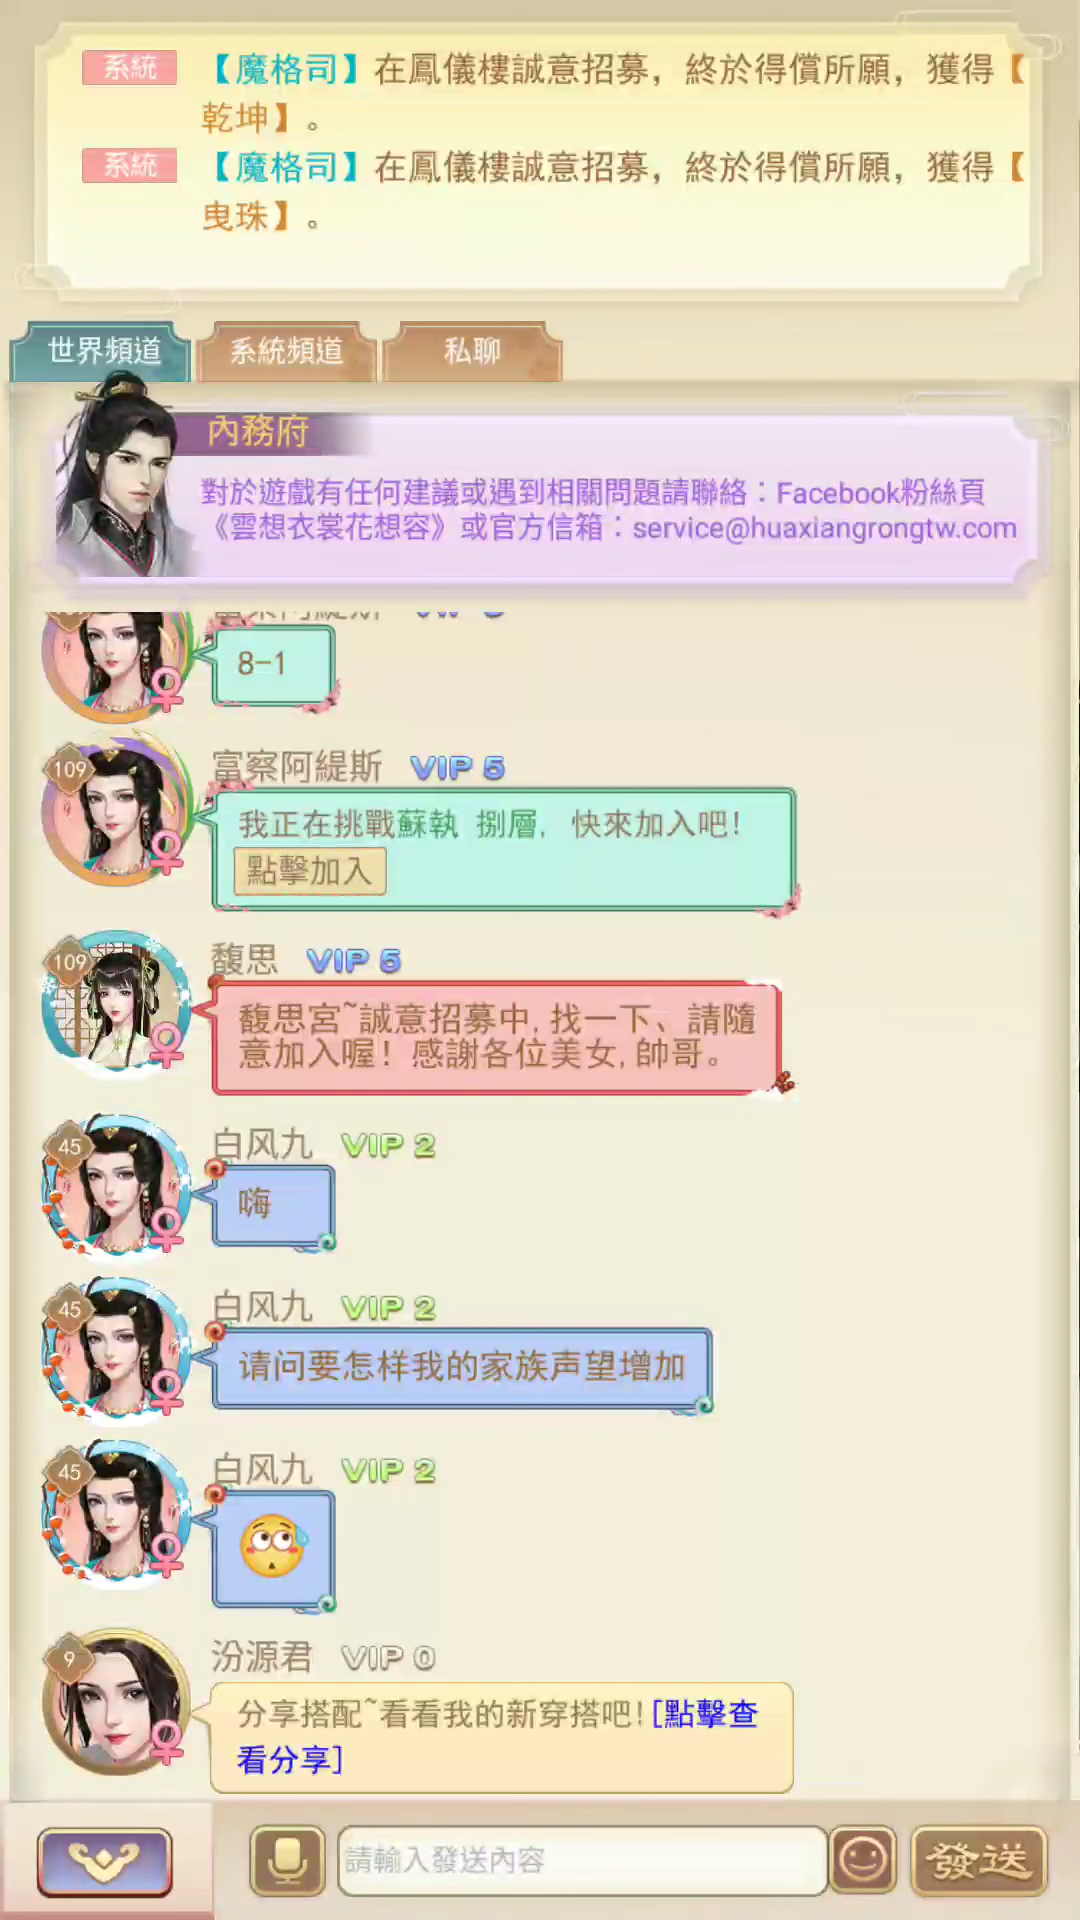 系統 【魔格司】在鳳儀樓誠意招募，終於得償所願，獲得【
乾坤】。
系統 【魔格司】在鳳儀樓誠意招募，終於得償所願，獲得【
曳珠】。
世界頻道 系統頻道 私聊
內務府
對於遊戲有任何建議或遇到相關問題請聯絡：Facebook粉絲頁
《雲想衣裳花想容》或官方信箱：service@huaxiangrongtw.com
8-1
109
富察阿緹斯 VIP 5
我正在挑戰蘇執 捌層， 快來加入吧！
點擊加入
109
馥思 VIP 5
馥思宮~誠意招募中,找一下、請隨
意加入喔！感謝各位美女,帥哥。
45
白风九 VIP 2
嗨
45
白风九 VIP 2
请问要怎样我的家族声望增加
45
白风九 VIP 2
9
汾源君 VIP 0
分享搭配~看看我的新穿搭吧！[點擊查
看分享]
請輸入發送內容 發送